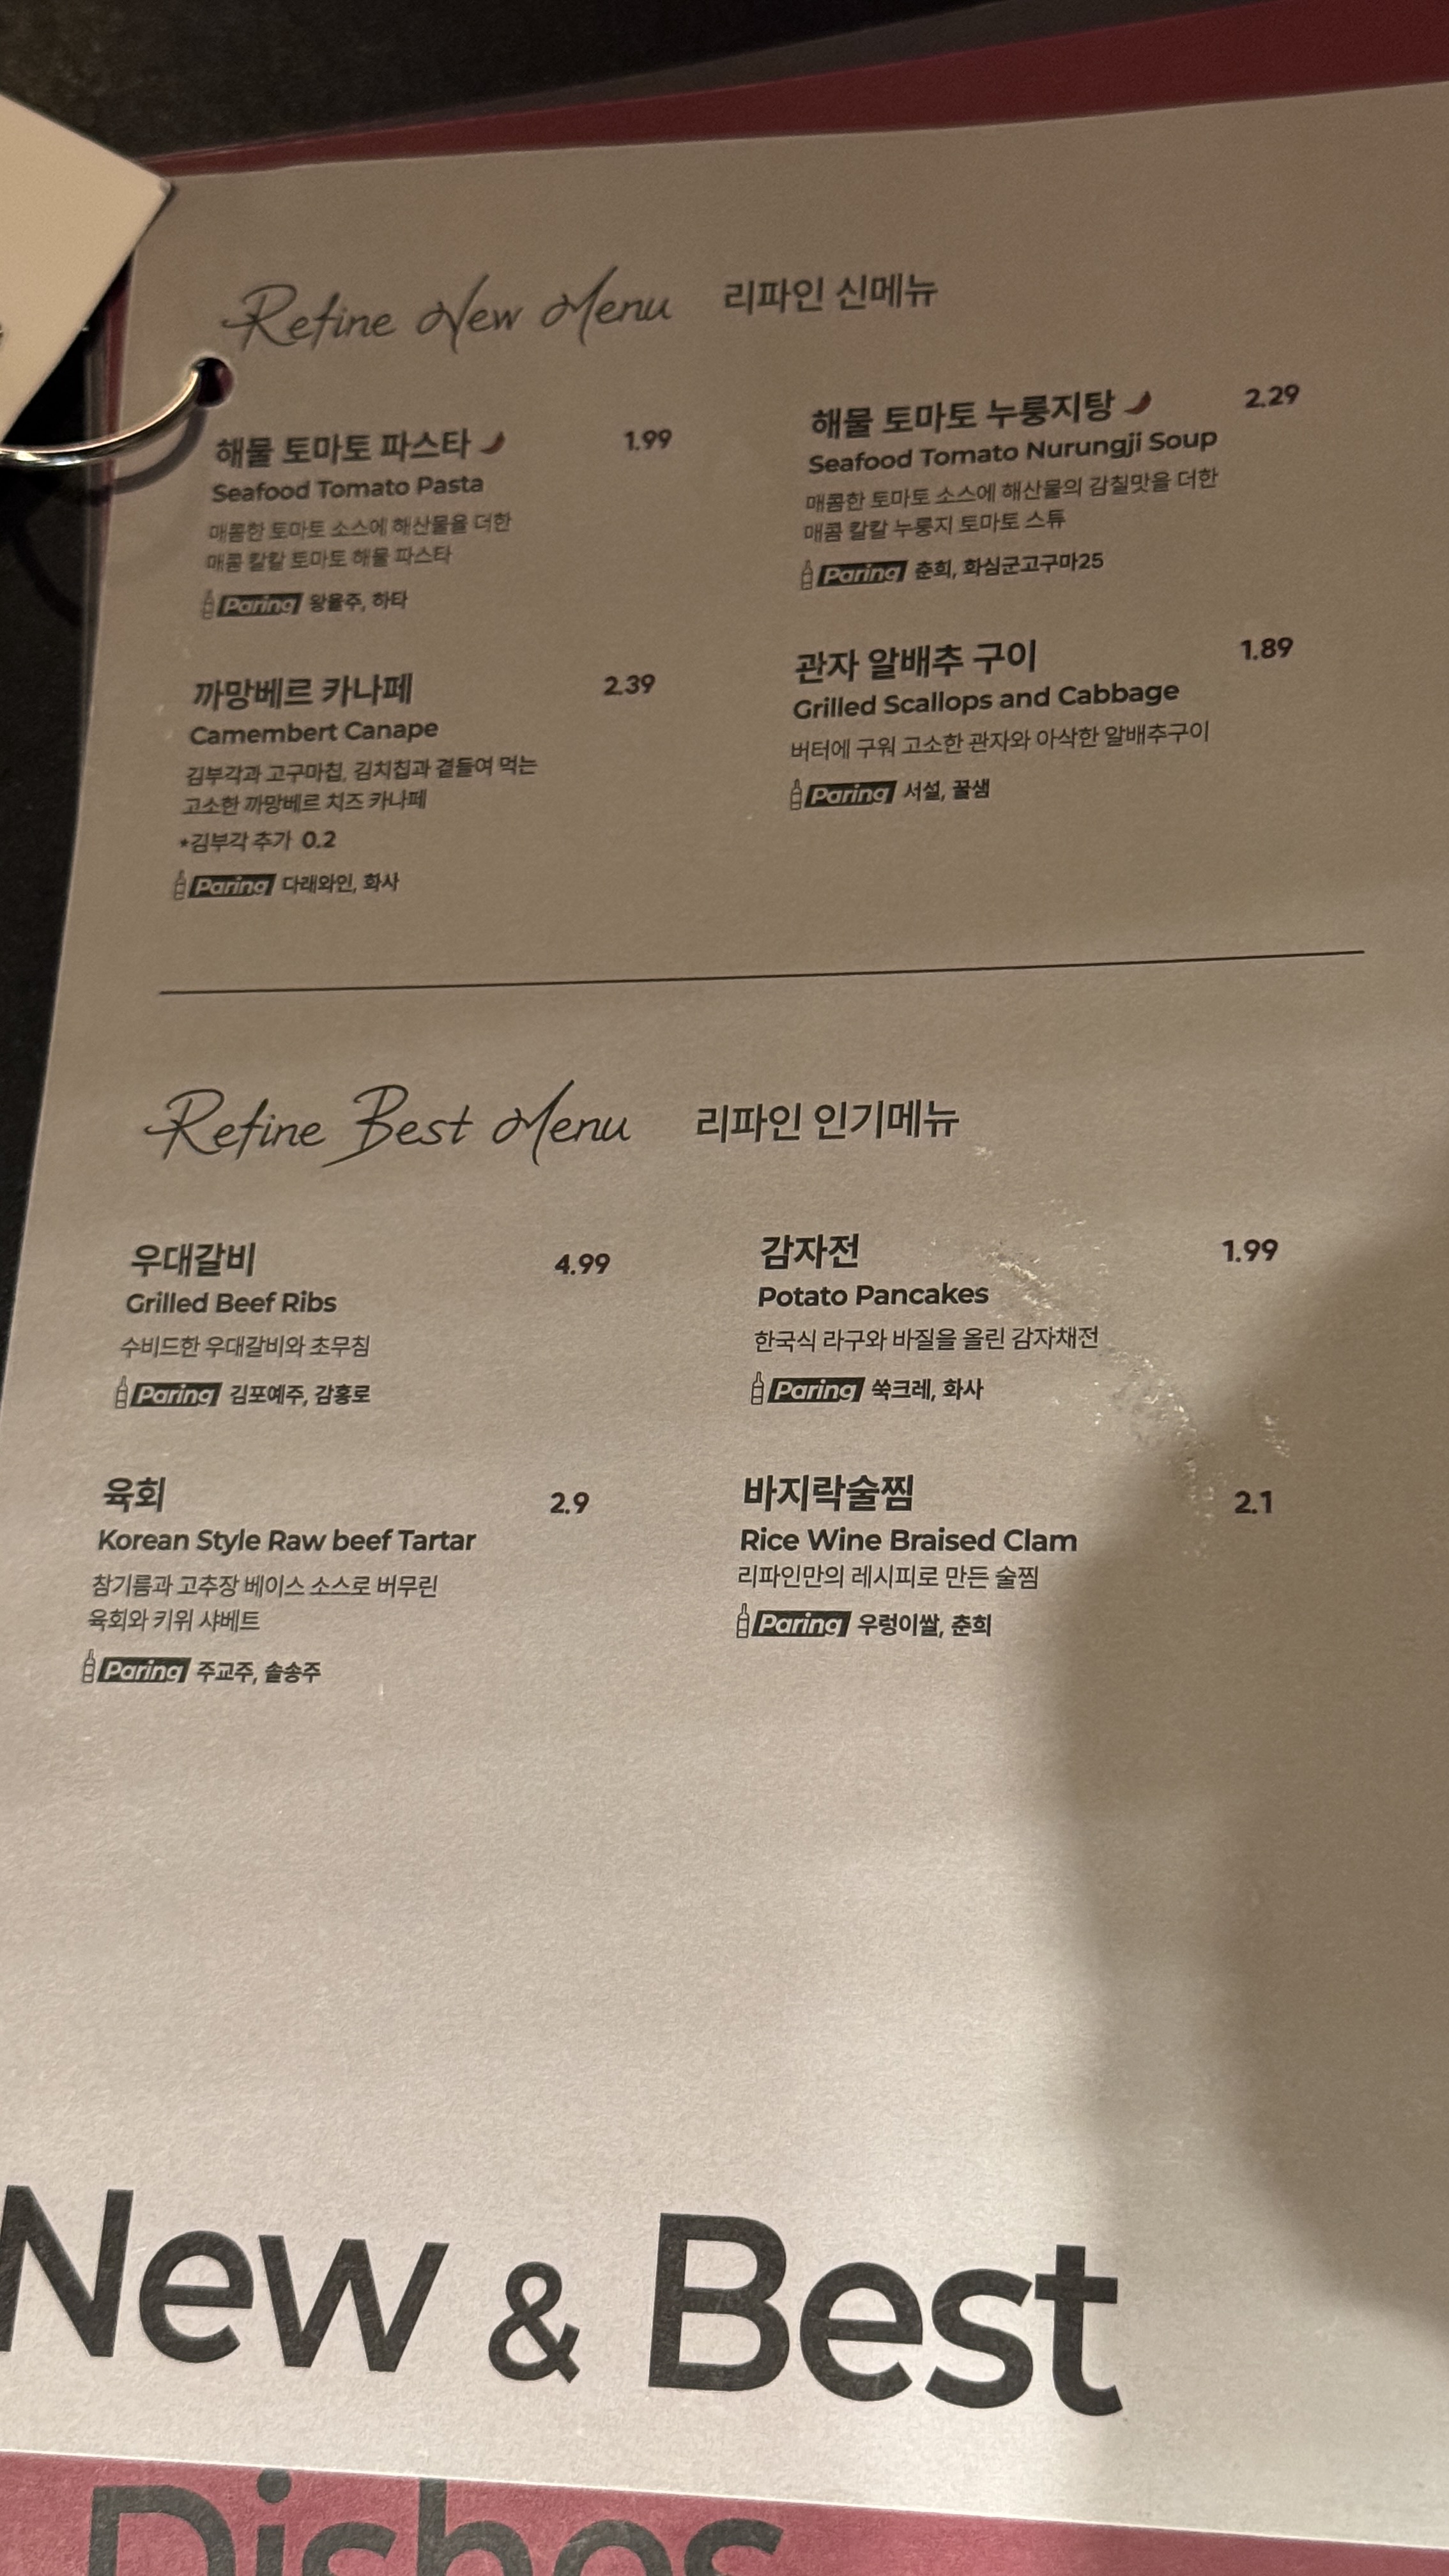 Refine New Menu 리파인 신메뉴
해물 토마토 파스타 1.99
Seafood Tomato Pasta
매콤한 토마토 소스에 해산물을 더한
매콤 칼칼 토마토 해물 파스타
Paring 왕율주, 하타
까망베르 카나페 2.39
Camembert Canape
김부각과 고구마칩, 김치칩과 곁들여 먹는
고소한 까망베르 치즈 카나페
*김부각 추가 0.2
Paring 다래와인, 화사
해물 토마토 누룽지탕 2.29
Seafood Tomato Nurungji Soup
매콤한 토마토 소스에 해산물의 감칠맛을 더한
매콤 칼칼 누룽지 토마토 스튜
Paring 춘희, 화심군고구마25
관자 알배추 구이 1.89
Grilled Scallops and Cabbage
버터에 구워 고소한 관자와 아삭한 알배추구이
Paring 서설, 꿀샘
Refine Best Menu 리파인 인기메뉴
우대갈비 4.99
Grilled Beef Ribs
수비드한 우대갈비와 초무침
Paring 김포예주, 감홍로
육회 2.9
Korean Style Raw beef Tartar
참기름과 고추장 베이스 소스로 버무린
육회와 키위 샤베트
Paring 주교주, 솔송주
감자전 1.99
Potato Pancakes
한국식 라구와 바질을 올린 감자채전
Paring 쑥크레, 화사
바지락술찜 2.1
Rice Wine Braised Clam
리파인만의 레시피로 만든 술찜
Paring 우렁이쌀, 춘희
New & Best
Dishes